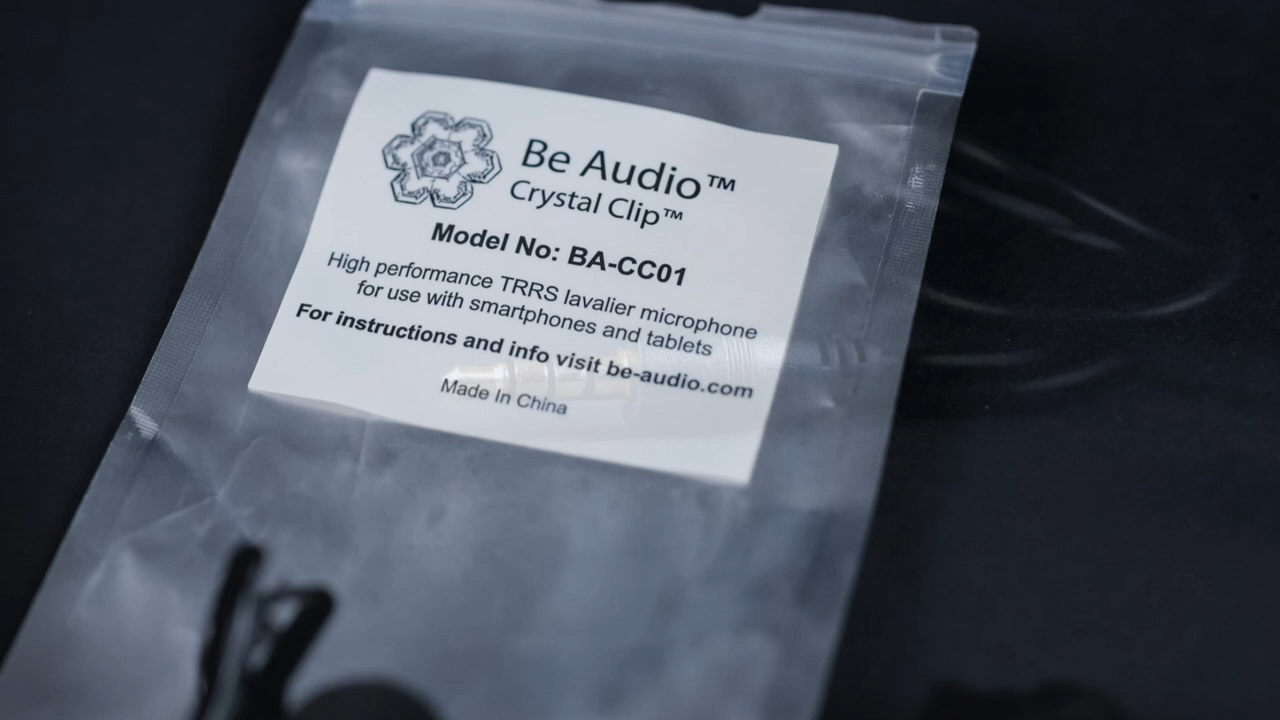 Be Audio™
Crystal Clip™
Model No: BA-CC01
High performance TRRS lavalier microphone
for use with smartphones and tablets
For instructions and info visit be-audio.com
Made In China